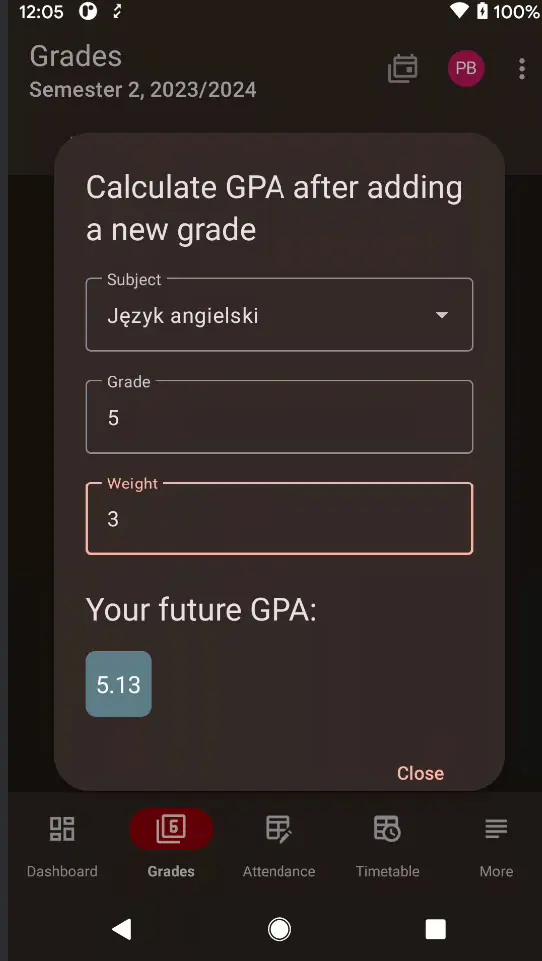 12:05
100%
Grades
Semester 2, 2023/2024
PB
Calculate GPA after adding
a new grade
Subject
Język angielski
Grade
5
Weight
3
Your future GPA:
5.13
Close
6
Dashboard
Grades
Attendance
Timetable
More